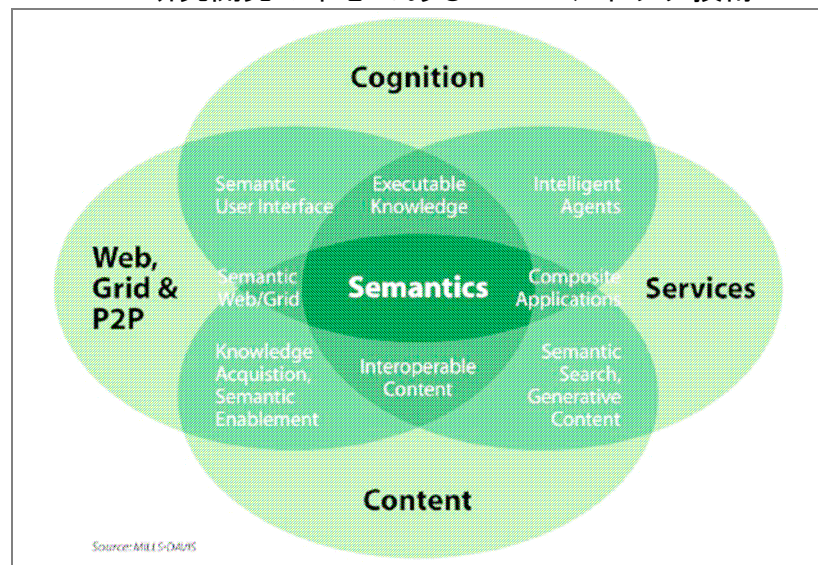 Cognition
Semantic
User Interface
Executable
Knowledge
Intelligent
Agents
Web,
Grid &
P2P
Semantic
Web/Grid
Semantics
Composite
Applications
Services
Knowledge
Acquistion,
Semantic
Enablement
Interoperable
Content
Semantic
Search,
Generative
Content
Content
Source: MILLS•DAVIS